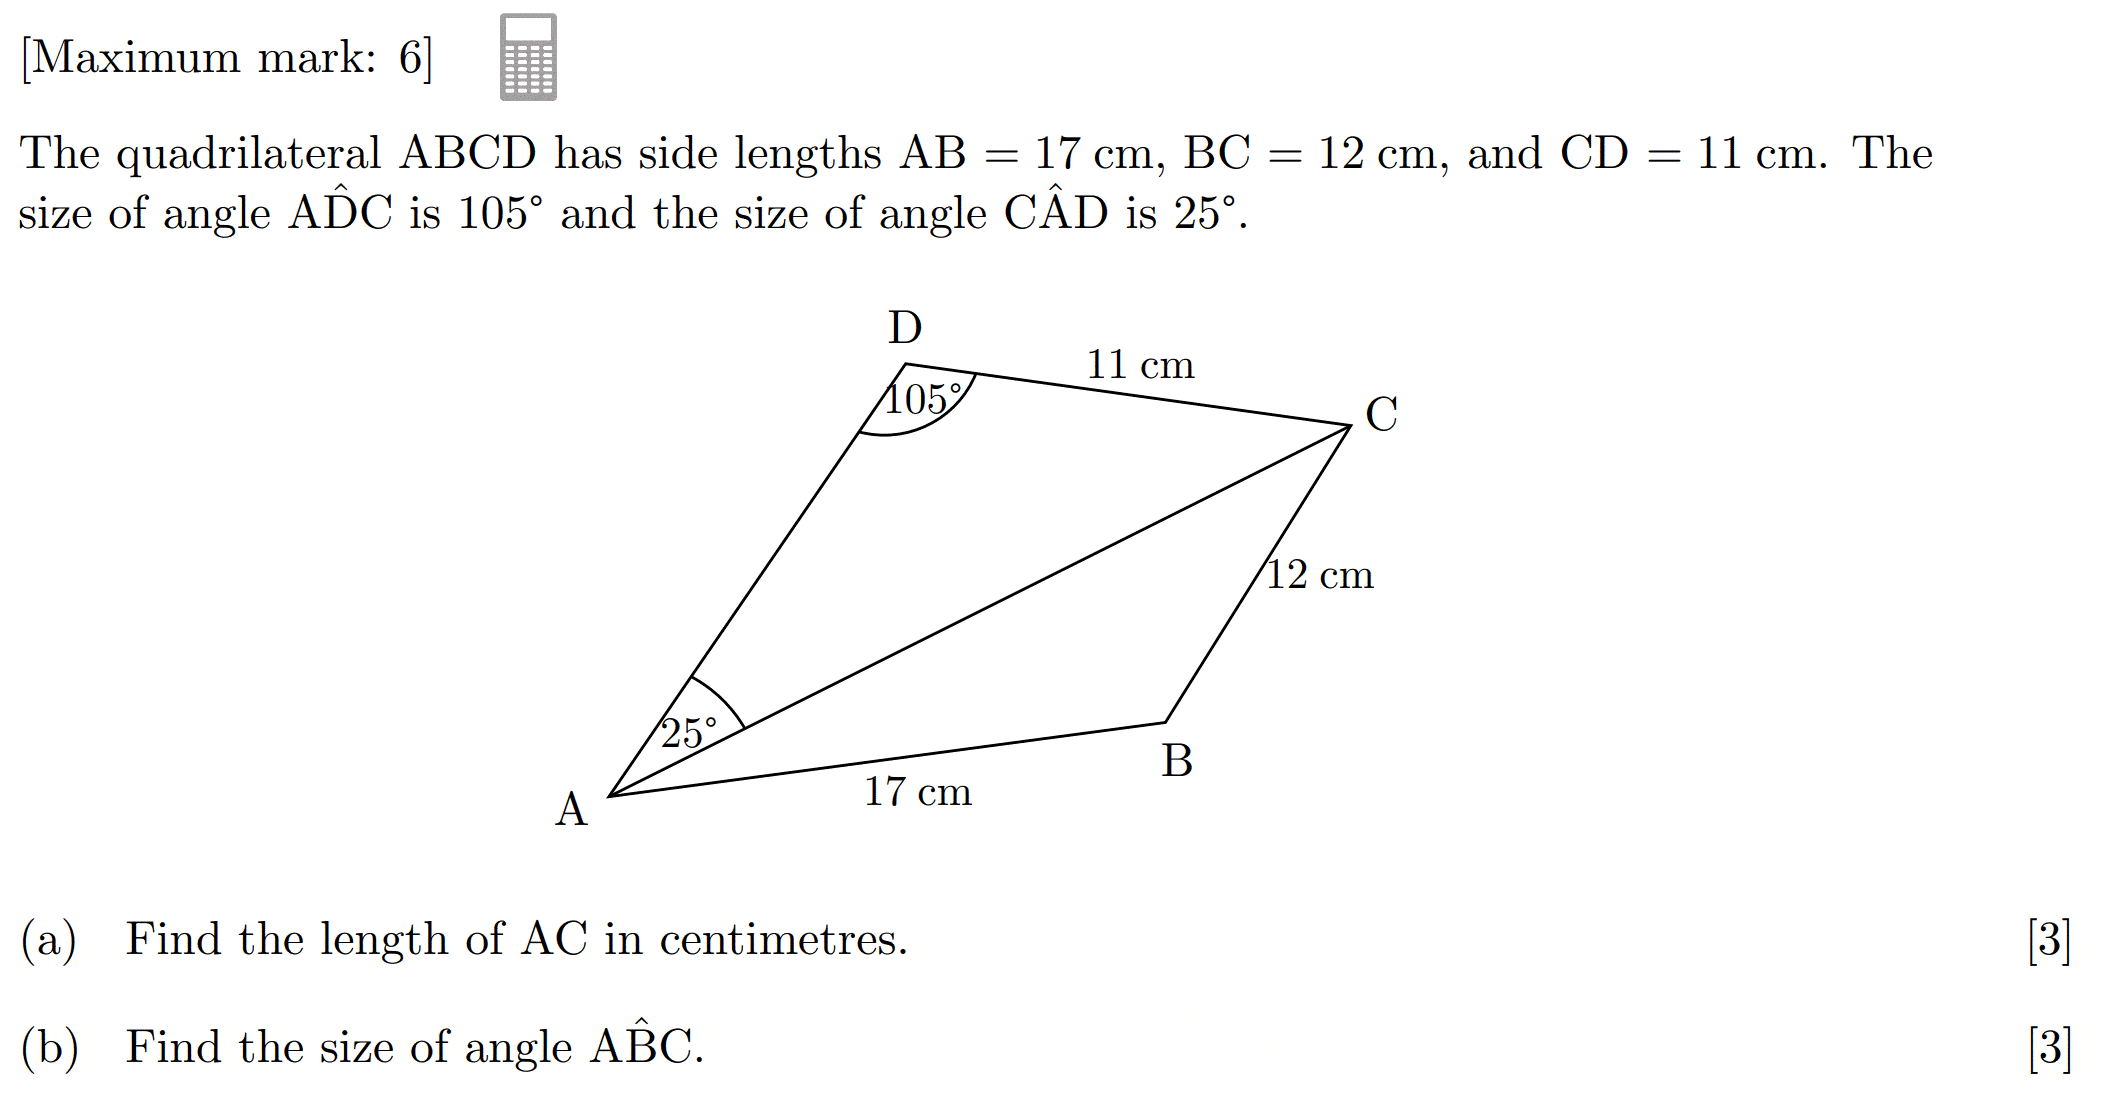 [Maximum mark: 6]
The quadrilateral ABCD has side lengths AB = 17 cm, BC = 12 cm, and CD = 11 cm. The
size of angle AD̂C is 105° and the size of angle CÂD is 25°.
D
11 cm
105°
C
12 cm
25°
B
17 cm
A
(a) Find the length of AC in centimetres. [3]
(b) Find the size of angle AB̂C. [3]